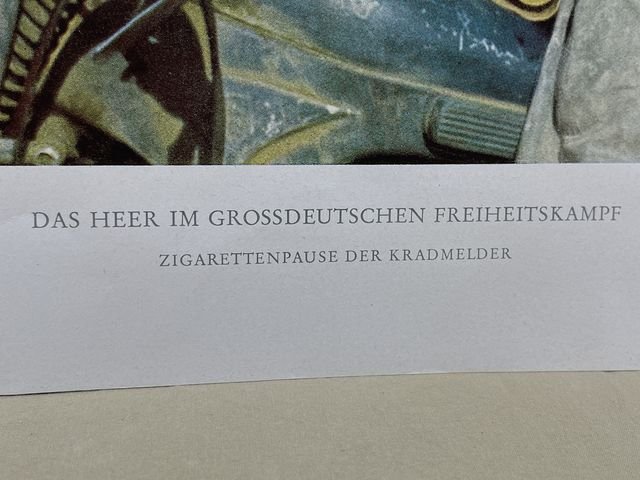 DAS HEER IM GROSSDEUTSCHEN FREIHEITSKAMPF
ZIGARETTENPAUSE DER KRADMELDER